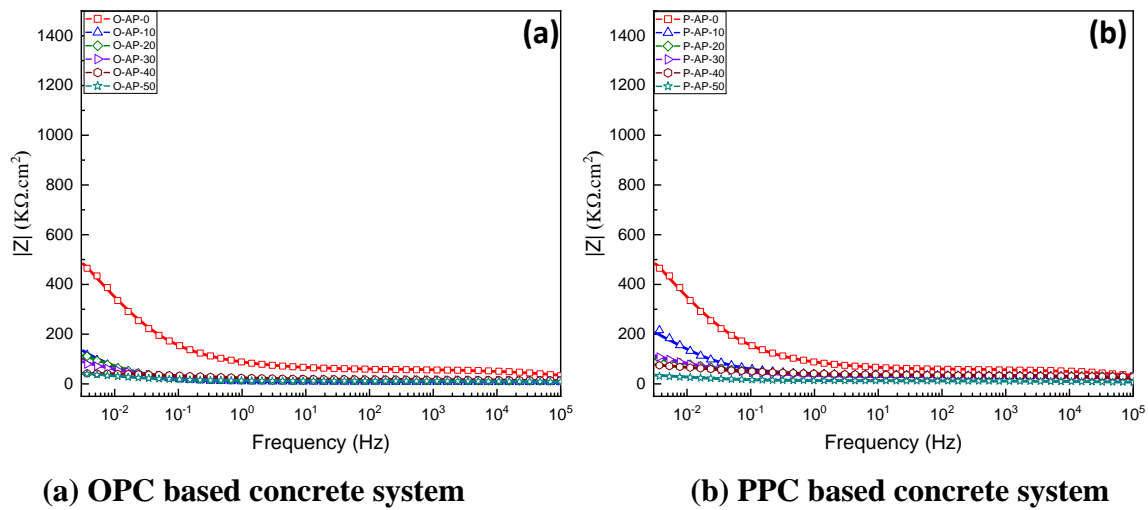 O-AP-0
O-AP-10
O-AP-20
O-AP-30
O-AP-40
O-AP-50
(a)
1400
1200
1000
800
600
400
200
0
|Z| (KΩ.cm²)
10⁻²
10⁻¹
10⁰
10¹
10²
10³
10⁴
10⁵
Frequency (Hz)
P-AP-0
P-AP-10
P-AP-20
P-AP-30
P-AP-40
P-AP-50
(b)
1400
1200
1000
800
600
400
200
0
|Z| (KΩ.cm²)
10⁻²
10⁻¹
10⁰
10¹
10²
10³
10⁴
10⁵
Frequency (Hz)
(a) OPC based concrete system
(b) PPC based concrete system